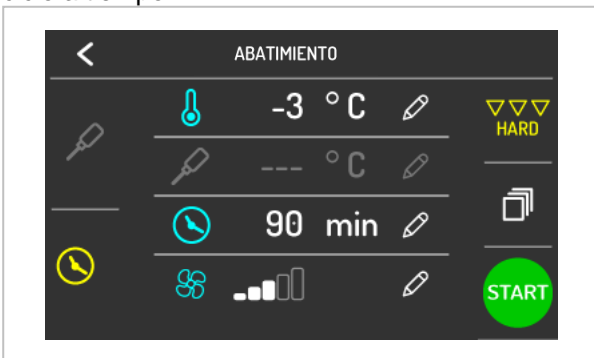 ABATIMIENTO
-3 °C
HARD
--- °C
90 min
START